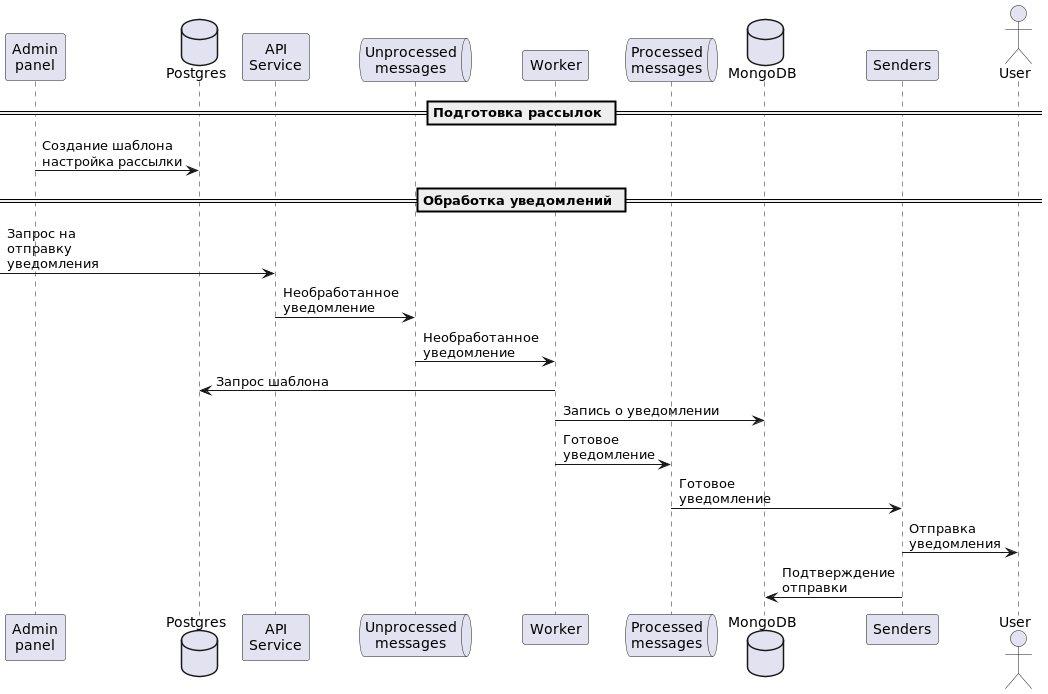 Admin
panel
Postgres
API
Service
Unprocessed
messages
Worker
Processed
messages
MongoDB
Senders
User
Подготовка рассылок
Создание шаблона
настройка рассылки
Обработка уведомлений
Запрос на
отправку
уведомления
Необработанное
уведомление
Необработанное
уведомление
Запрос шаблона
Запись о уведомлении
Готовое
уведомление
Готовое
уведомление
Отправка
уведомления
Подтверждение
отправки
Admin
panel
Postgres
API
Service
Unprocessed
messages
Worker
Processed
messages
MongoDB
Senders
User